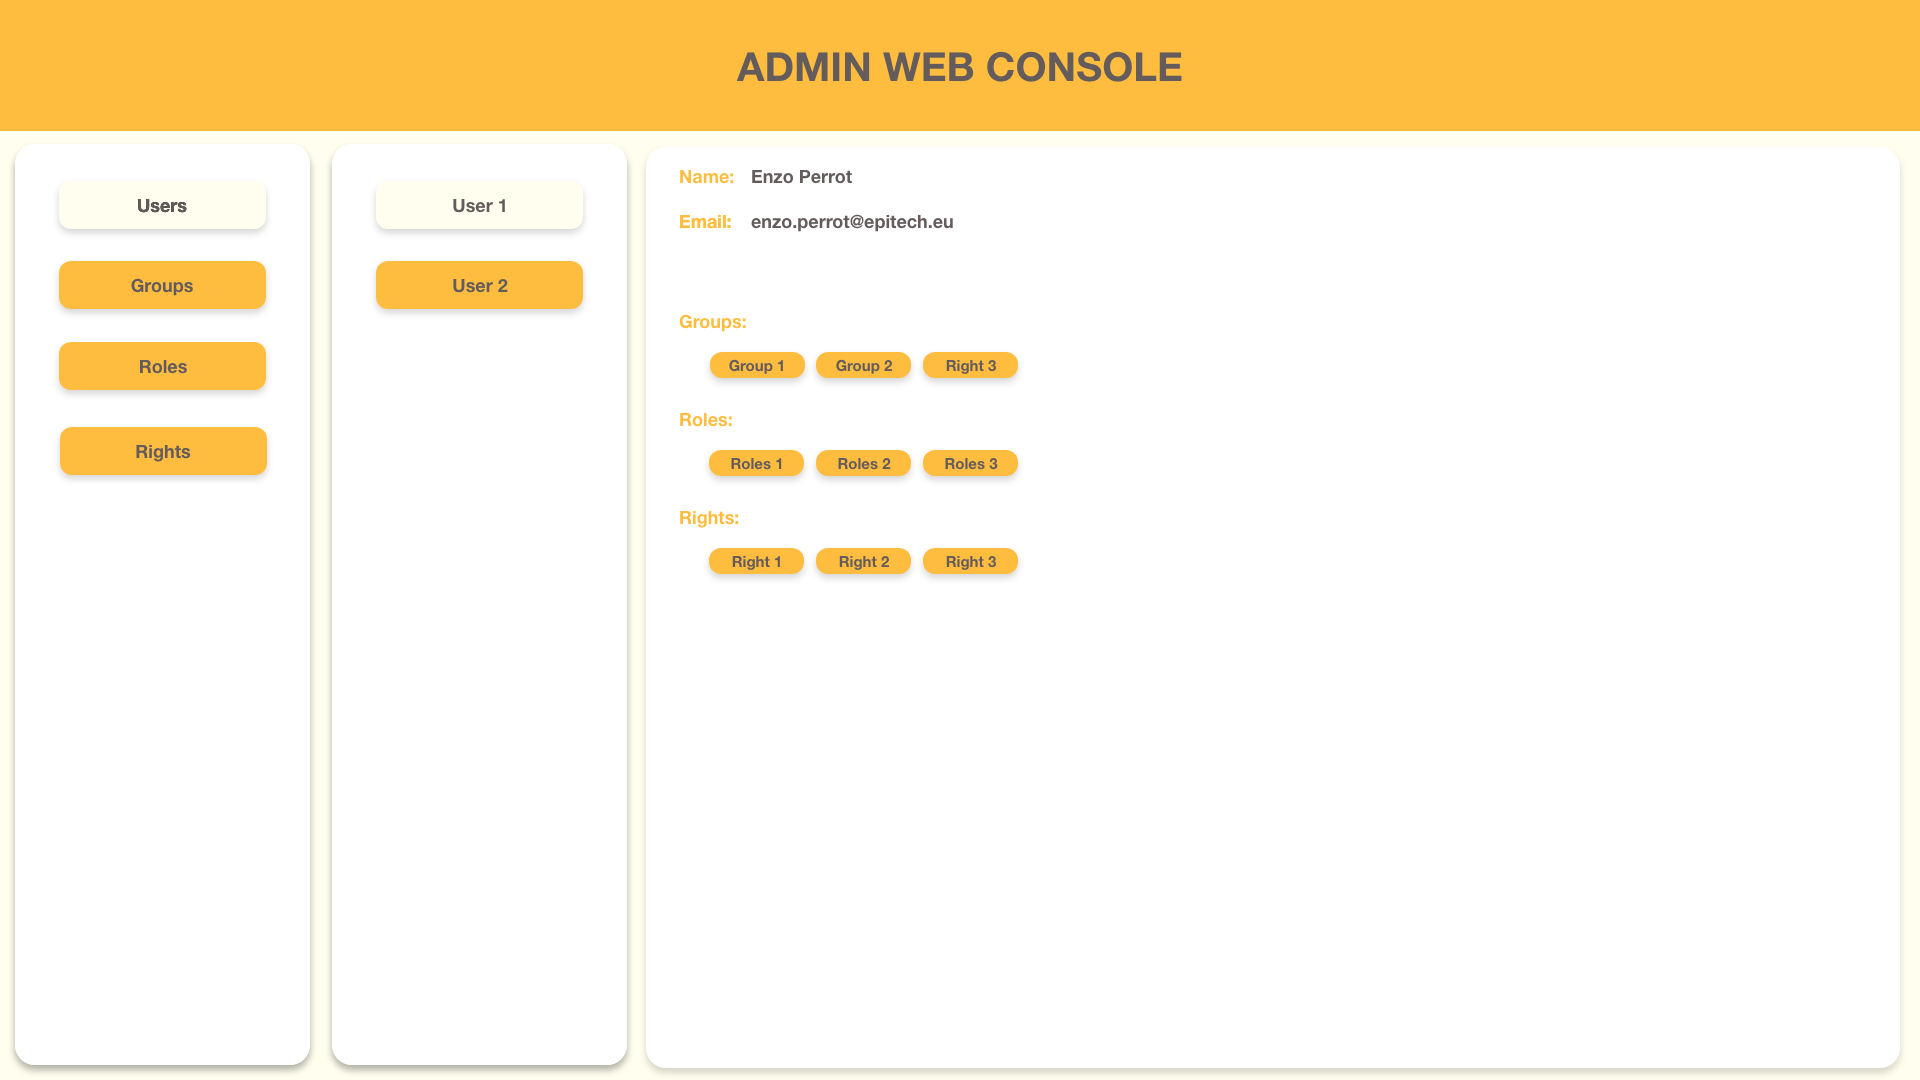 ADMIN WEB CONSOLE
Users
Groups
Roles
Rights
User 1
User 2
Name: Enzo Perrot
Email: enzo.perrot@epitech.eu
Groups:
Group 1 Group 2 Right 3
Roles:
Roles 1 Roles 2 Roles 3
Rights:
Right 1 Right 2 Right 3